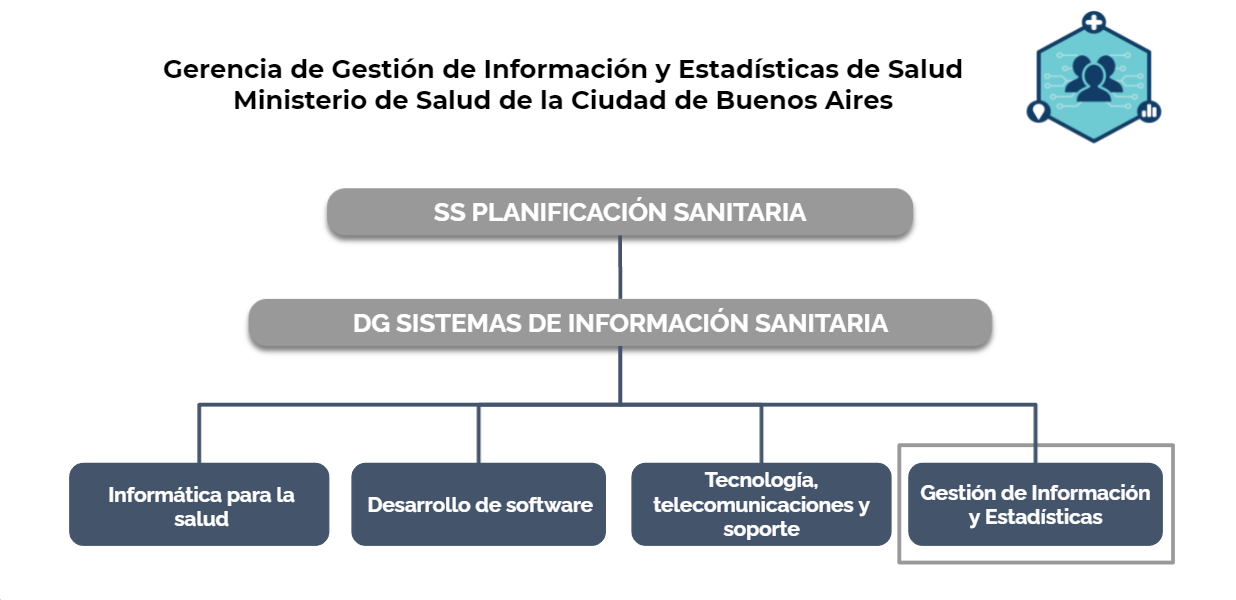 Gerencia de Gestión de Información y Estadísticas de Salud
Ministerio de Salud de la Ciudad de Buenos Aires
SS PLANIFICACIÓN SANITARIA
DG SISTEMAS DE INFORMACIÓN SANITARIA
Informática para la
salud
Desarrollo de software
Tecnología,
telecomunicaciones y
soporte
Gestión de Información
y Estadísticas